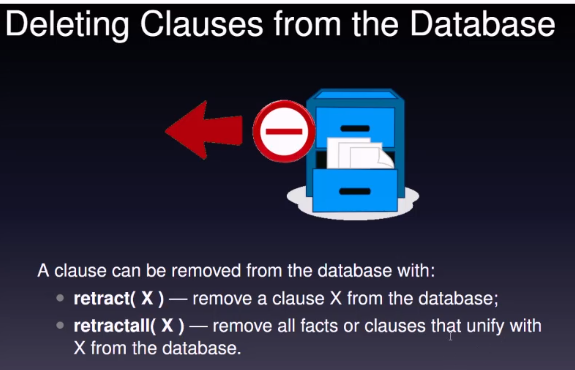 Deleting Clauses from the Database
A clause can be removed from the database with:
• retract( X ) — remove a clause X from the database;
• retractall( X ) — remove all facts or clauses that unify with
X from the database.